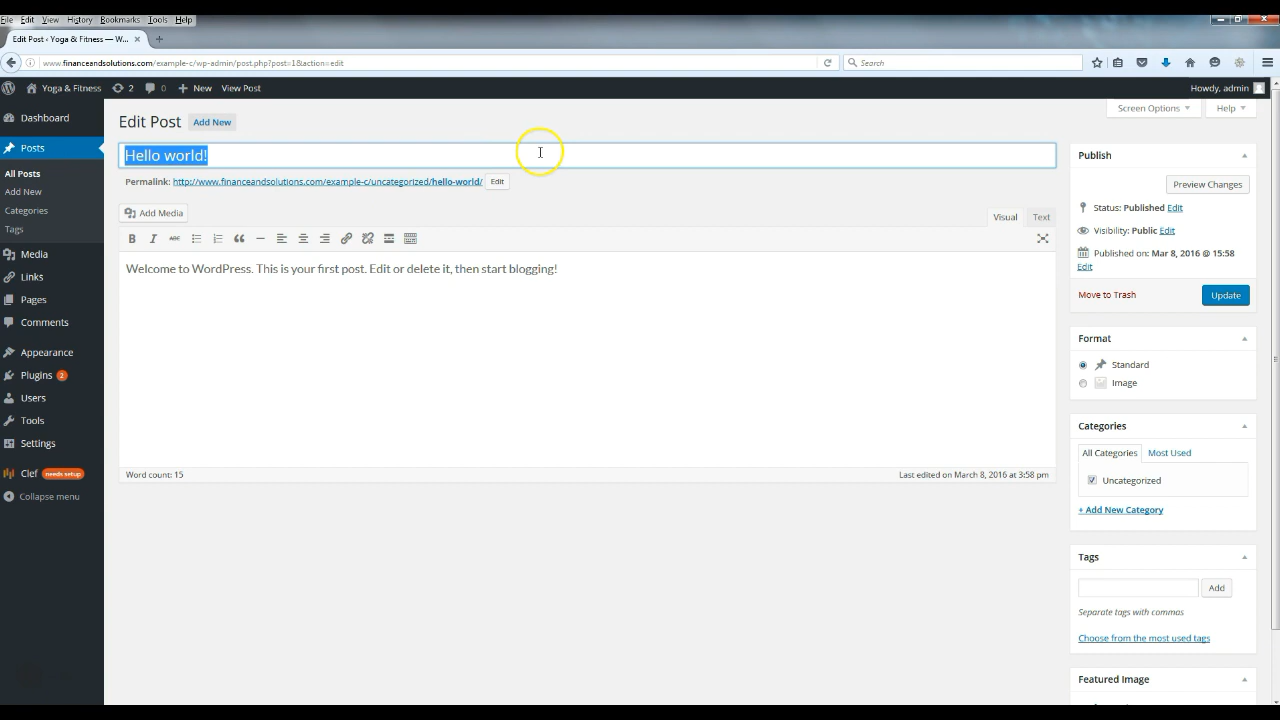 File Edit View History Bookmarks Tools Help
Edit Post ‹ Yoga & Fitness — W...
www.financeandsolutions.com/example-c/wp-admin/post.php?post=1&action=edit
Search
Yoga & Fitness 2 0 New View Post
Howdy, admin
Dashboard
Posts
All Posts
Add New
Categories
Tags
Media
Links
Pages
Comments
Appearance
Plugins 2
Users
Tools
Settings
Clef needs setup
Collapse menu
Screen Options
Help
Edit Post Add New
Hello world!
Permalink: http://www.financeandsolutions.com/example-c/uncategorized/hello-world/ Edit
Add Media
Visual Text
B I ABC
Welcome to WordPress. This is your first post. Edit or delete it, then start blogging!
Word count: 15
Last edited on March 8, 2016 at 3:58 pm
Publish
Preview Changes
Status: Published Edit
Visibility: Public Edit
Published on: Mar 8, 2016 @ 15:58
Edit
Move to Trash
Update
Format
Standard
Image
Categories
All Categories Most Used
Uncategorized
+ Add New Category
Tags
Add
Separate tags with commas
Choose from the most used tags
Featured Image